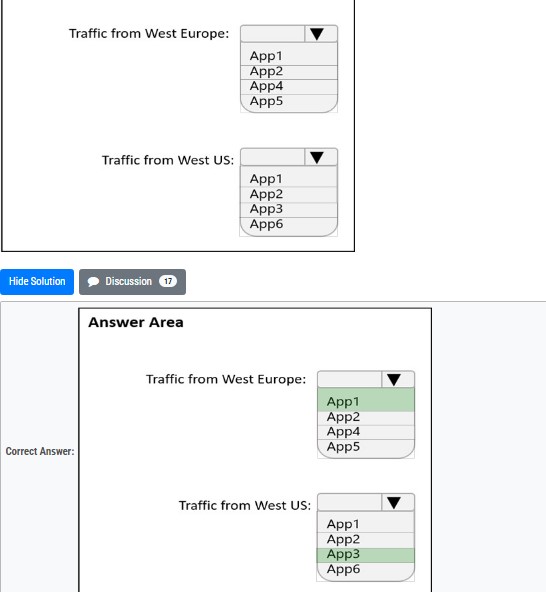 Traffic from West Europe:
App1
App2
App4
App5
Traffic from West US:
App1
App2
App3
App6
Hide Solution
Discussion 17
Answer Area
Correct Answer:
Traffic from West Europe:
App1
App2
App4
App5
Traffic from West US:
App1
App2
App3
App6